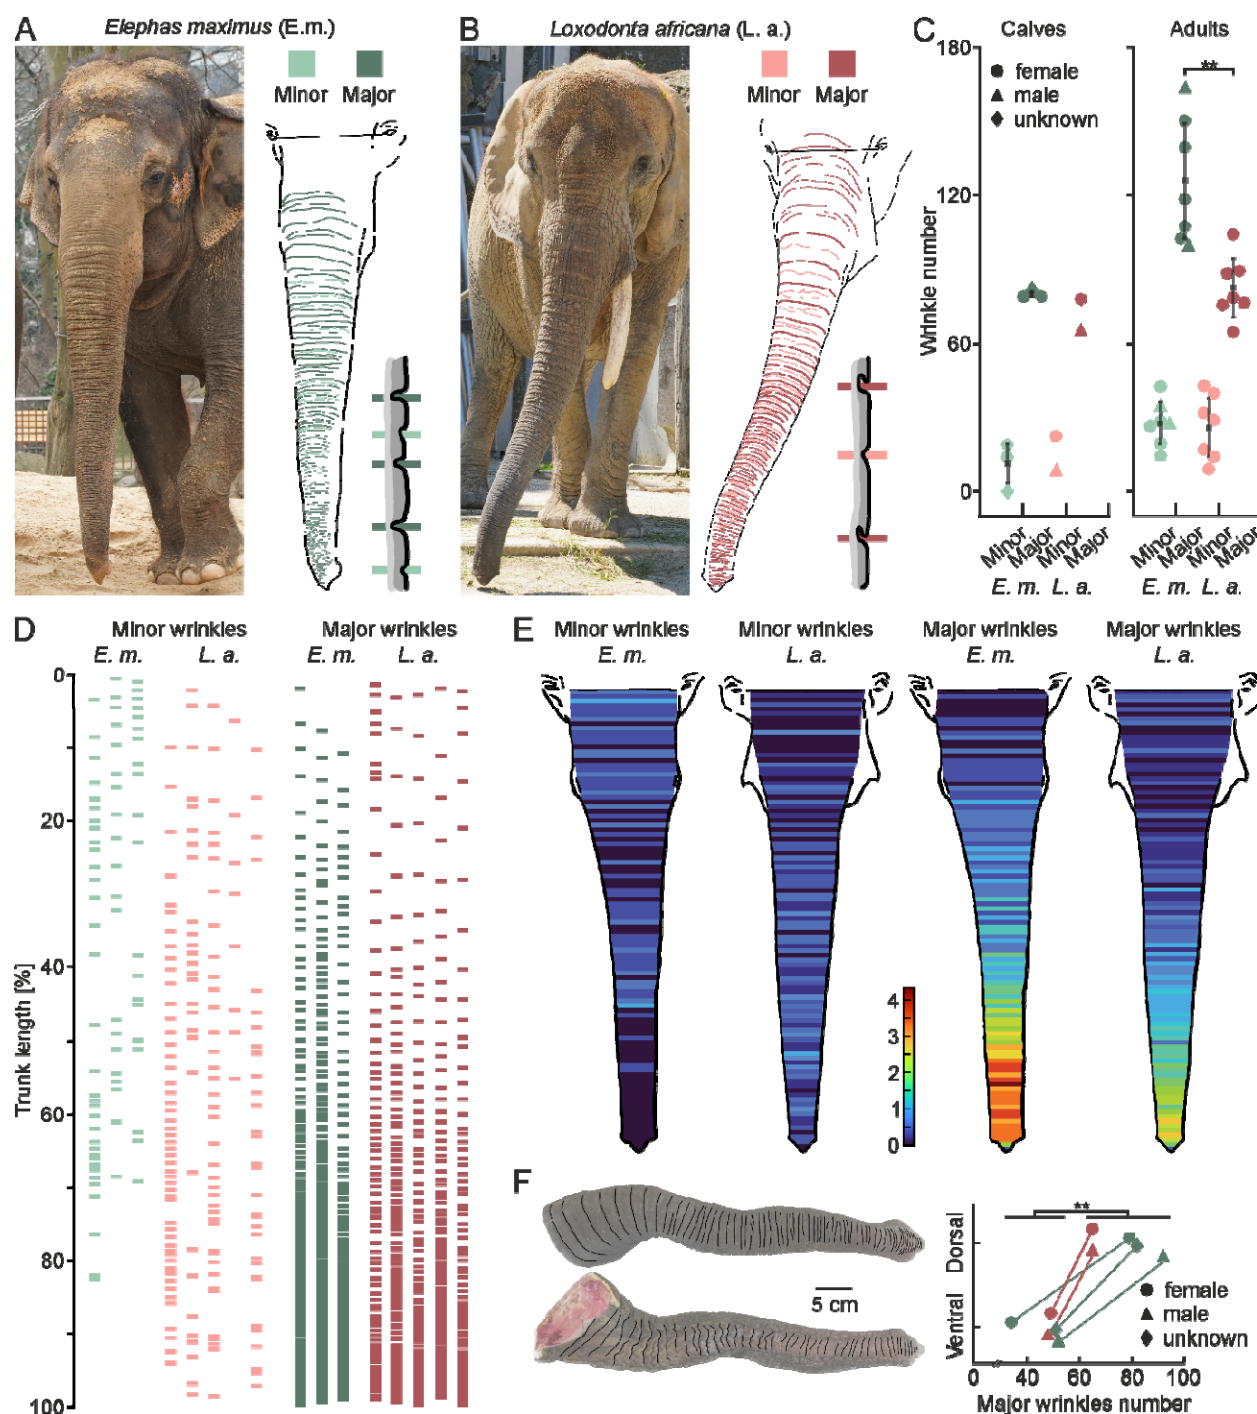 A Elephas maximus (E.m.)
Minor Major
B Loxodonta africana (L. a.)
Minor Major
C Calves Adults
180
120
60
0
Wrinkle number
female
male
unknown
**
Minor Major Minor Major Minor Major Minor Major
E. m. L. a. E. m. L. a.
D Minor wrinkles Major wrinkles
E. m. L. a. E. m. L. a.
0
20
40
60
80
100
Trunk length [%]
E Minor wrinkles Minor wrinkles Major wrinkles Major wrinkles
E. m. L. a. E. m. L. a.
4
3
2
1
0
F
5 cm
**
Dorsal
Ventral
female
male
unknown
0 40 60 80 100
Major wrinkles number